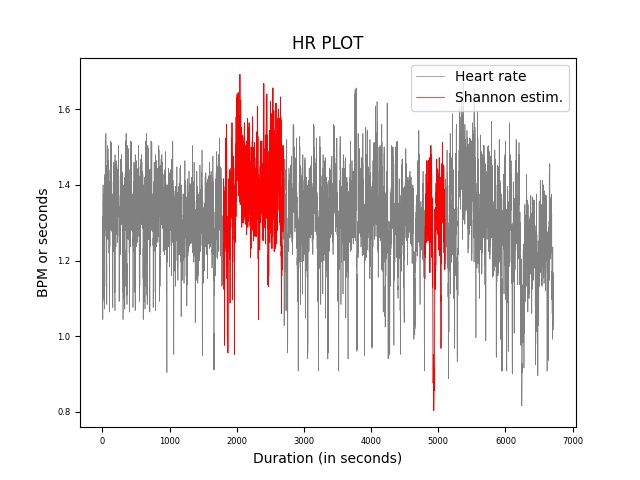 HR PLOT
Heart rate
Shannon estim.
BPM or seconds
1.6
1.4
1.2
1.0
0.8
0 1000 2000 3000 4000 5000 6000 7000
Duration (in seconds)